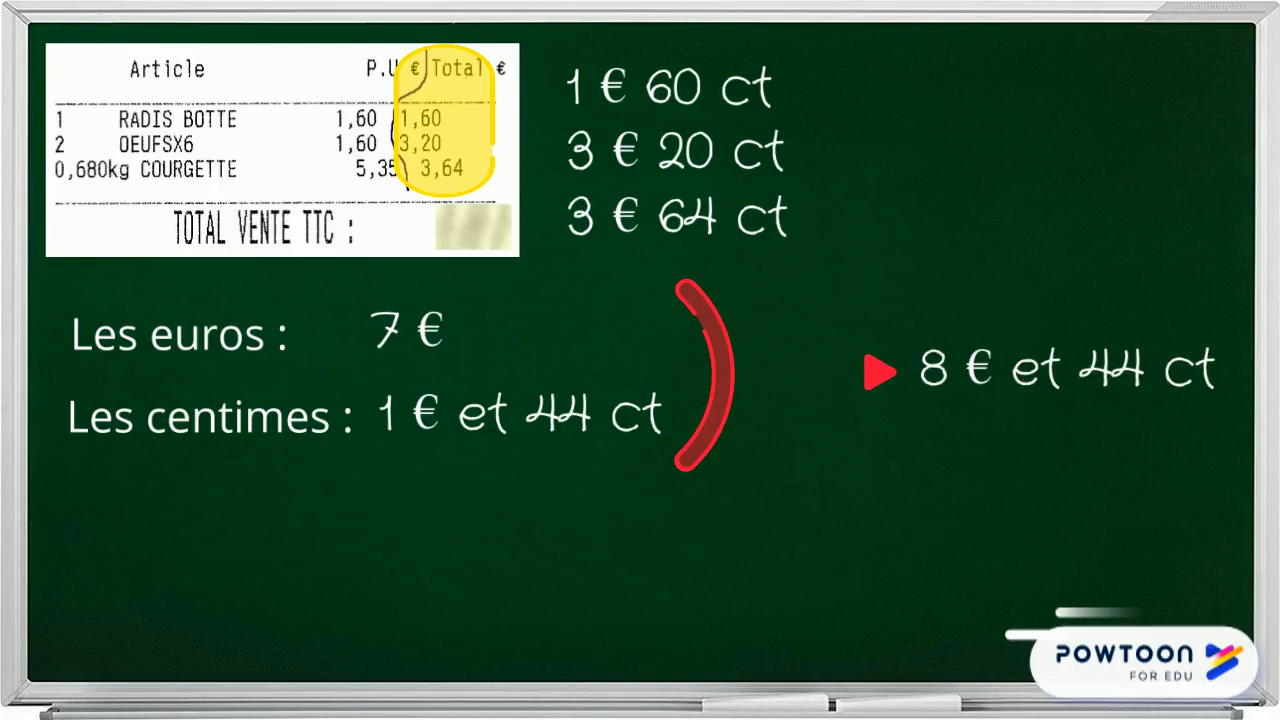 Article P.U € Total €
1 RADIS BOTTE 1,60 1,60
2 OEUFSX6 1,60 3,20
0,680kg COURGETTE 5,35 3,64
TOTAL VENTE TTC :
1 € 60 ct
3 € 20 ct
3 € 64 ct
Les euros : 7 €
Les centimes : 1 € et 44 ct
8 € et 44 ct
POWTOON
FOR EDU